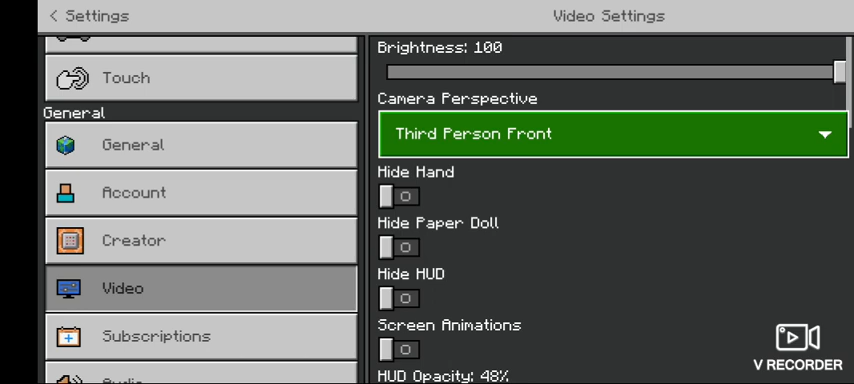 < Settings
Video Settings
Touch
General
General
Account
Creator
Video
Subscriptions
Audio
Brightness: 100
Camera Perspective
Third Person Front
Hide Hand
Hide Paper Doll
Hide HUD
Screen Animations
HUD Opacity: 48%
V RECORDER